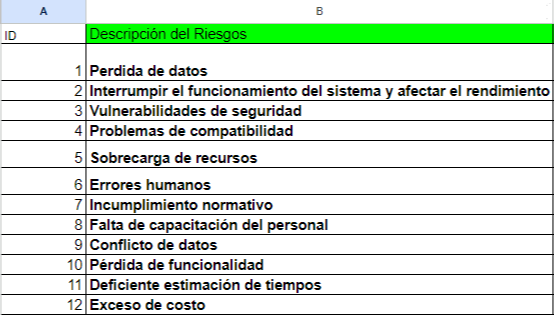 A B
ID Descripción del Riesgos
1 Perdida de datos
2 Interrumpir el funcionamiento del sistema y afectar el rendimiento
3 Vulnerabilidades de seguridad
4 Problemas de compatibilidad
5 Sobrecarga de recursos
6 Errores humanos
7 Incumplimiento normativo
8 Falta de capacitación del personal
9 Conflicto de datos
10 Pérdida de funcionalidad
11 Deficiente estimación de tiempos
12 Exceso de costo